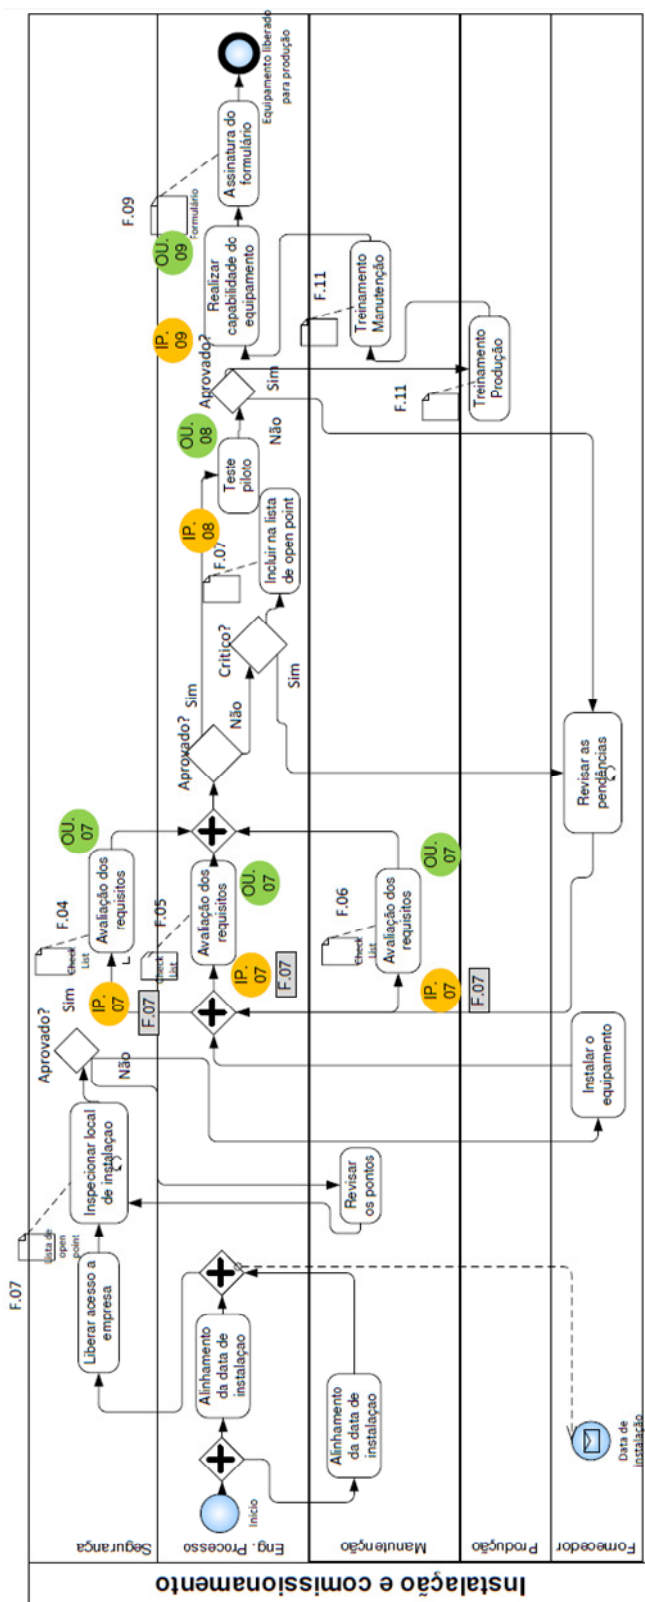 Instalação e comissionamento
Segurança
Eng. Processo
Manutenção
Produção
Fornecedor
Início
Alinhamento
da data de
instalaçao
Alinhamento
da data de
instalaçao
Data de
instalação
Liberar acesso a
empresa
F.07
Lista de
open
point
Inspecionar local
de instalaçao
Aprovado?
Sim
Não
Revisar
os pontos
Instalar o
equipamento
IP.
07
F.07
F.04
Check
List
Avaliação dos
requisitos
OU.
07
IP.
07
F.07
F.05
Check
List
Avaliação dos
requisitos
OU.
07
IP.
07
F.07
F.06
Check
List
Avaliação dos
requisitos
OU.
07
Aprovado?
Sim
Não
Critico?
Sim
Revisar as
pendências
F.07
Incluir na lista
de open point
IP.
08
Teste
piloto
OU.
08
Aprovado?
Não
Sim
F.11
Treinamento
Produção
F.11
Treinamento
Manutenção
IP.
09
Realizar
capabilidade do
equipamento
OU.
09
F.09
Formulário
Assinatura do
formulário
Equipamento liberado
para produção